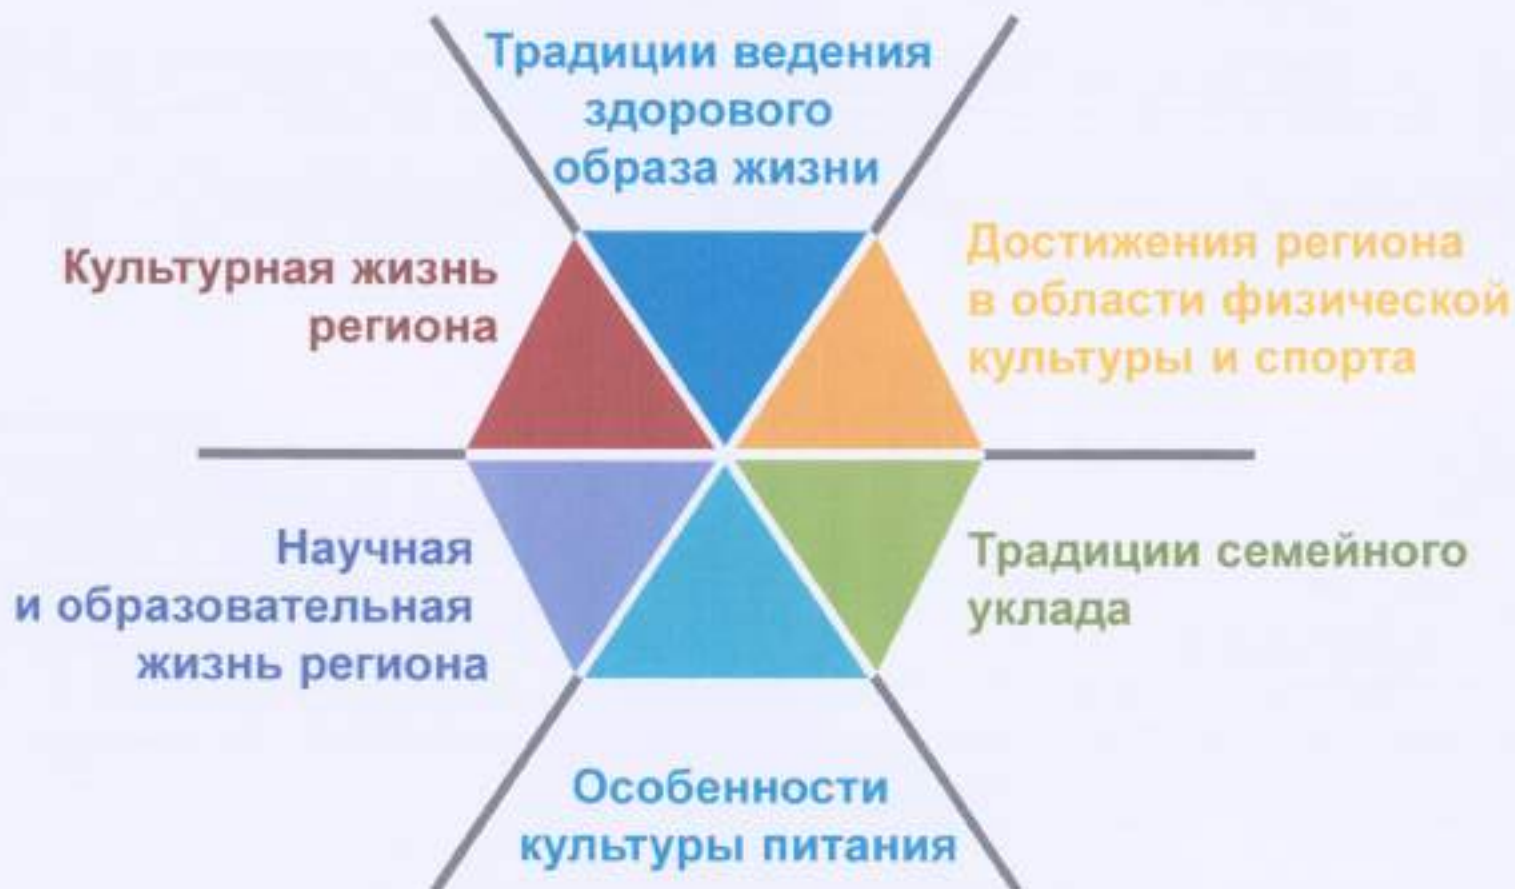 Традиции ведения
здорового
образа жизни
Культурная жизнь
региона
Достижения региона
в области физической
культуры и спорта
Научная
и образовательная
жизнь региона
Традиции семейного
уклада
Особенности
культуры питания